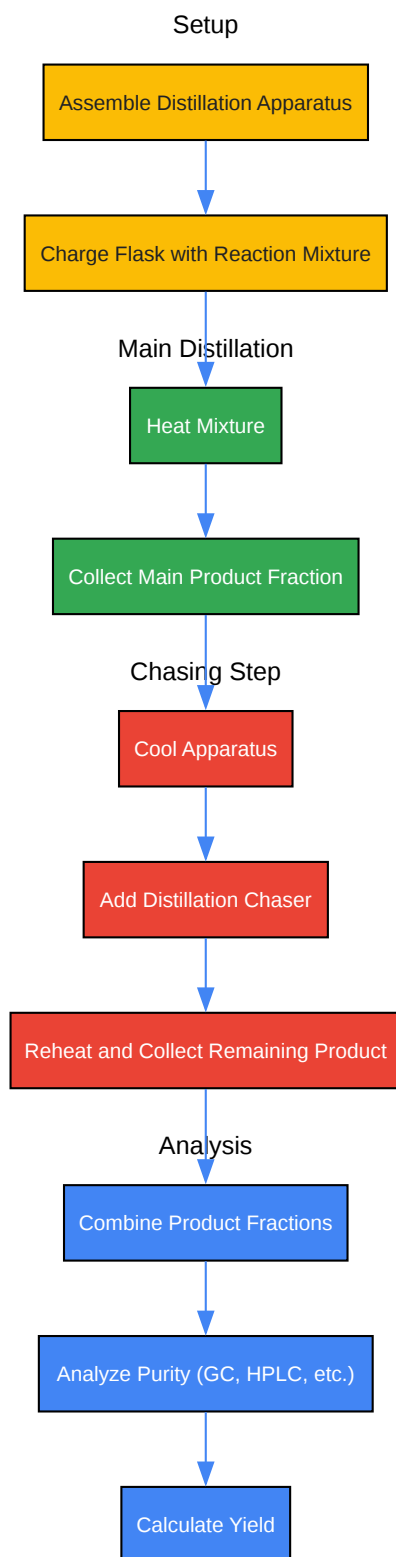 Setup
Assemble Distillation Apparatus
Charge Flask with Reaction Mixture
Main Distillation
Heat Mixture
Collect Main Product Fraction
Chasing Step
Cool Apparatus
Add Distillation Chaser
Reheat and Collect Remaining Product
Analysis
Combine Product Fractions
Analyze Purity (GC, HPLC, etc.)
Calculate Yield